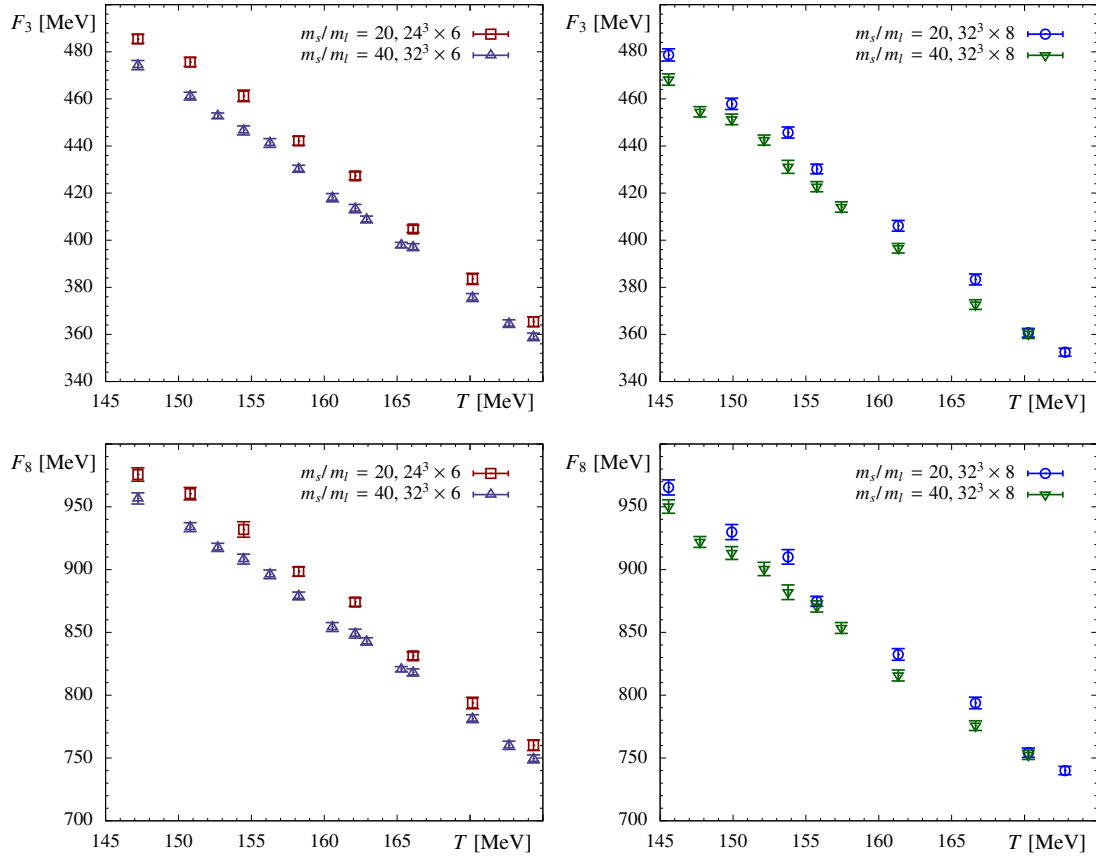 F3 [MeV]
ms/ml = 20, 24³ × 6
ms/ml = 40, 32³ × 6
480
460
440
420
400
380
360
340
145 150 155 160 165 T [MeV]
F3 [MeV]
ms/ml = 20, 32³ × 8
ms/ml = 40, 32³ × 8
480
460
440
420
400
380
360
340
145 150 155 160 165 T [MeV]
F8 [MeV]
ms/ml = 20, 24³ × 6
ms/ml = 40, 32³ × 6
950
900
850
800
750
700
145 150 155 160 165 T [MeV]
F8 [MeV]
ms/ml = 20, 32³ × 8
ms/ml = 40, 32³ × 8
950
900
850
800
750
700
145 150 155 160 165 T [MeV]